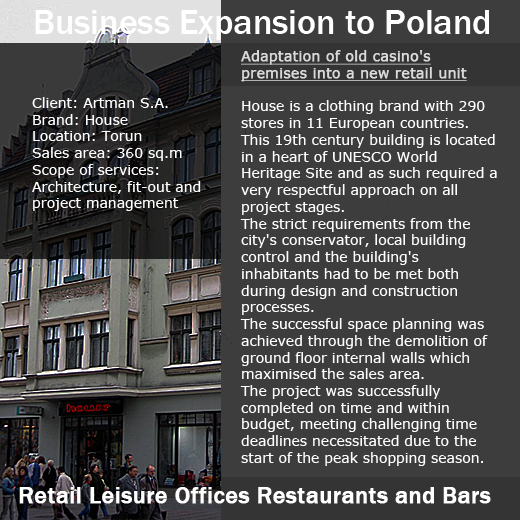 Business Expansion to Poland
Adaptation of old casino's
premises into a new retail unit
Client: Artman S.A.
Brand: House
Location: Torun
Sales area: 360 sq.m
Scope of services:
Architecture, fit-out and
project management
House is a clothing brand with 290
stores in 11 European countries.
This 19th century building is located
in a heart of UNESCO World
Heritage Site and as such required a
very respectful approach on all
project stages.
The strict requirements from the
city's conservator, local building
control and the building's
inhabitants had to be met both
during design and construction
processes.
The successful space planning was
achieved through the demolition of
ground floor internal walls which
maximised the sales area.
The project was successfully
completed on time and within
budget, meeting challenging time
deadlines necessitated due to the
start of the peak shopping season.
house
Retail Leisure Offices Restaurants and Bars